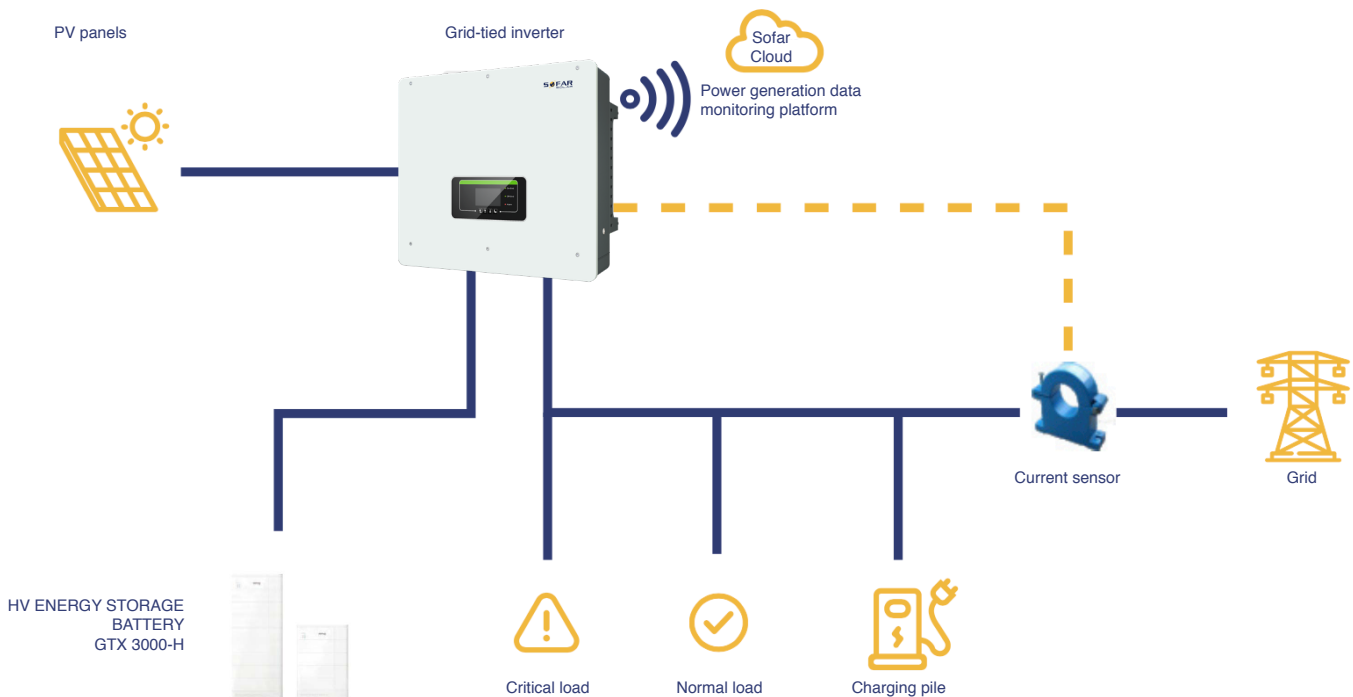 PV panels
Grid-tied inverter
Sofar
Cloud
SOFAR
Power generation data
monitoring platform
Current sensor
Grid
HV ENERGY STORAGE
BATTERY
GTX 3000-H
Critical load
Normal load
Charging pile